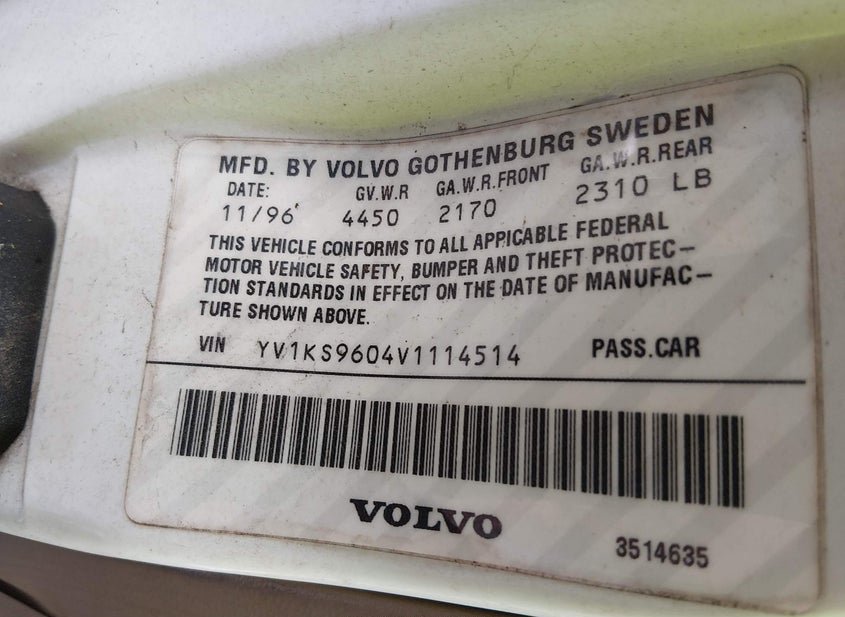 MFD. BY VOLVO GOTHENBURG SWEDEN
DATE: GV.W.R GA.W.R.FRONT GA.W.R.REAR
11/96 4450 2170 2310 LB
THIS VEHICLE CONFORMS TO ALL APPICABLE FEDERAL
MOTOR VEHICLE SAFETY, BUMPER AND THEFT PROTEC-
TION STANDARDS IN EFFECT ON THE DATE OF MANUFAC-
TURE SHOWN ABOVE.
VIN YV1KS9604V1114514 PASS.CAR
VOLVO
3514635